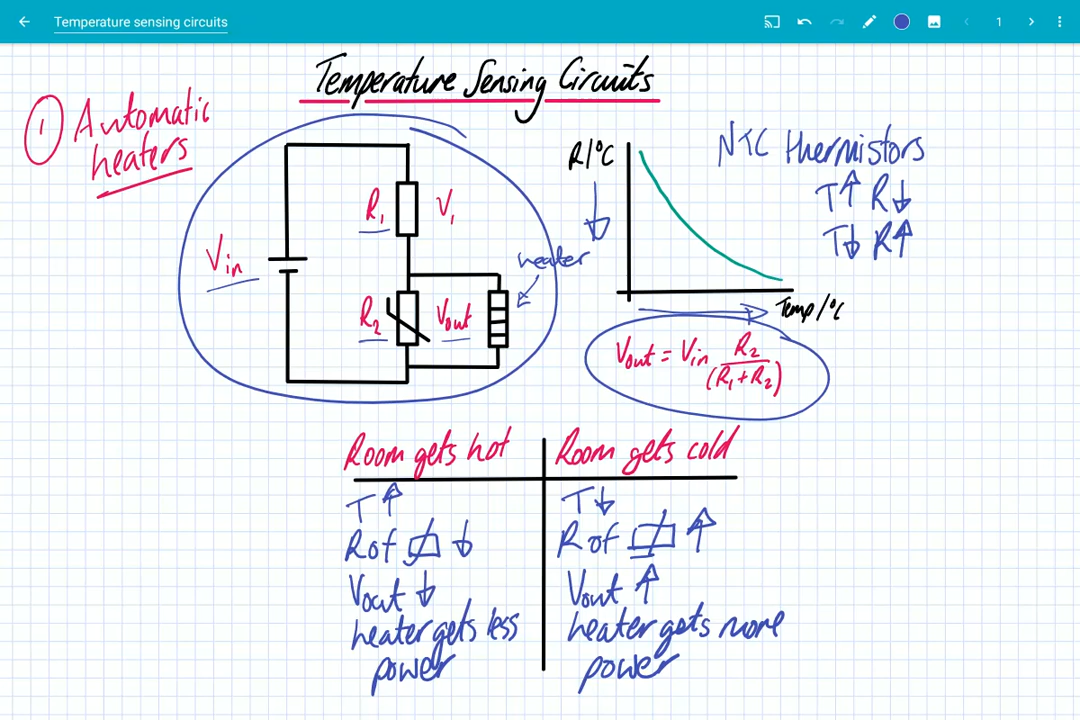 Temperature sensing circuits
1
Temperature Sensing Circuits
① Automatic
heaters
R1
V1
Vin
R2
Vout
heater
R/°C
Temp/°C
NTC thermistors
T↑ R↓
T↓ R↑
Vout = Vin R2/(R1+R2)
Room gets hot
T↑
R of ↓
Vout ↓
heater gets less
power
Room gets cold
T↓
R of ↑
Vout ↑
heater gets more
power